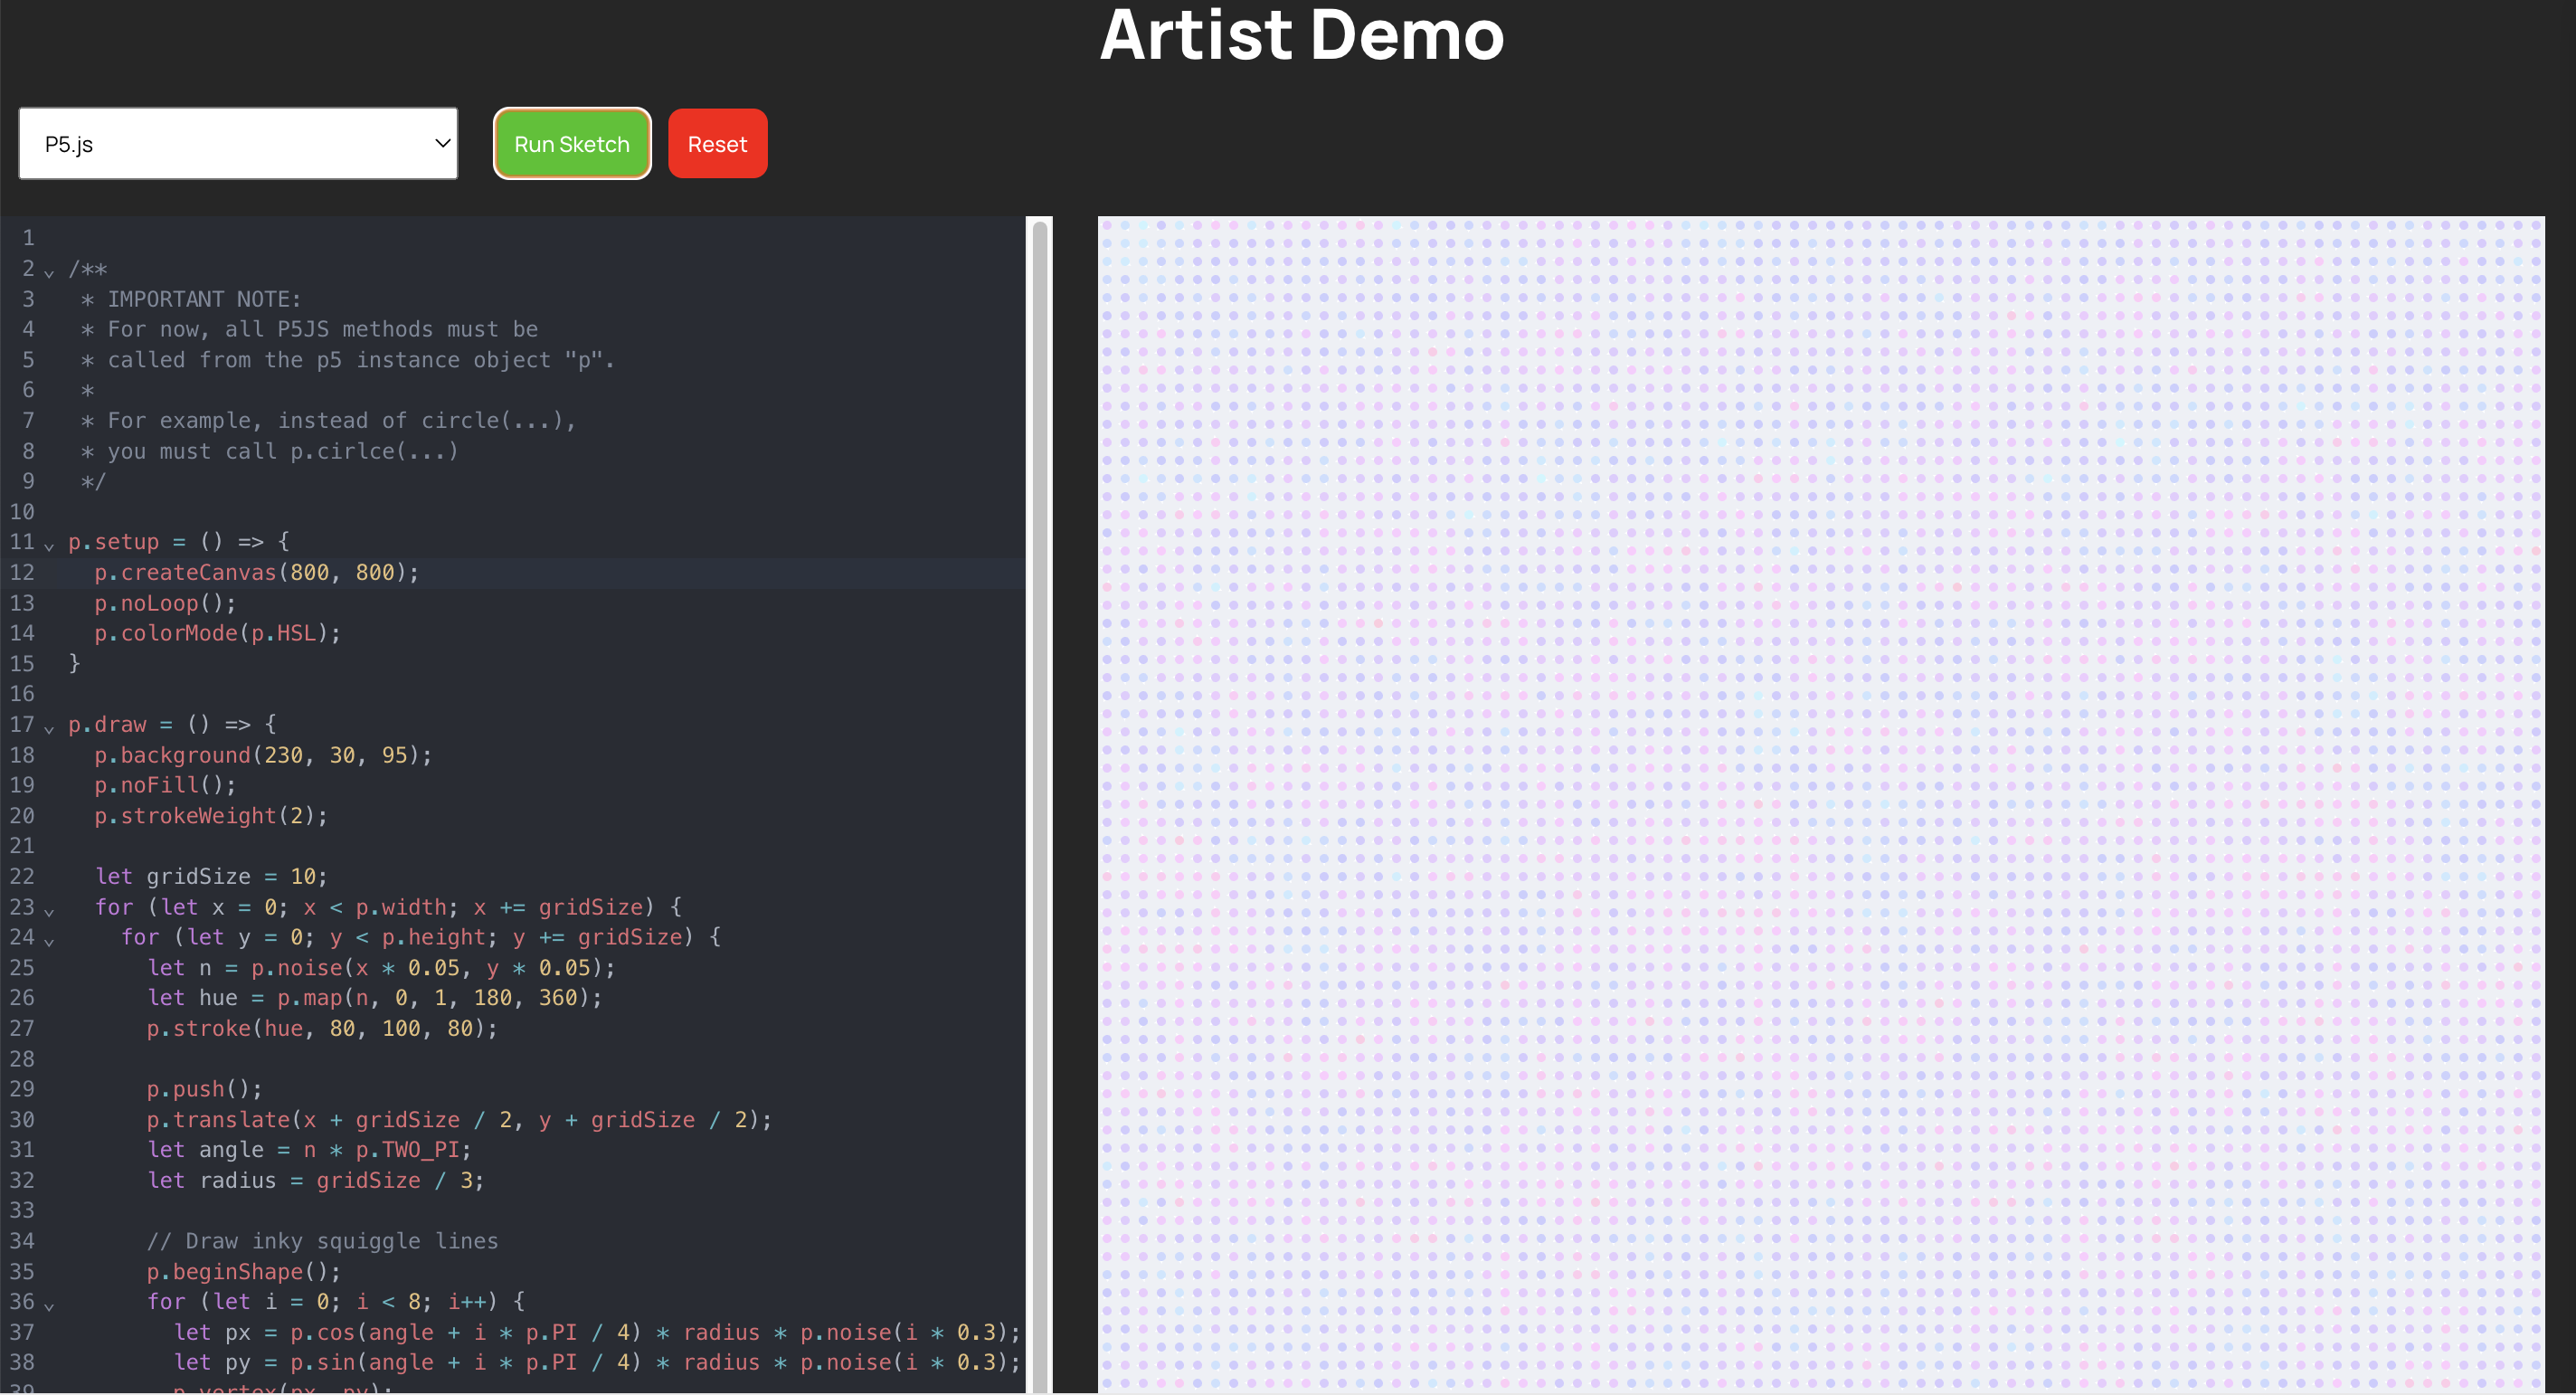 Artist Demo
P5.js
Run Sketch
Reset
1
2 /**
3 * IMPORTANT NOTE:
4 * For now, all P5JS methods must be
5 * called from the p5 instance object "p".
6 *
7 * For example, instead of circle(...),
8 * you must call p.cirlce(...)
9 */
10
11 p.setup = () => {
12 p.createCanvas(800, 800);
13 p.noLoop();
14 p.colorMode(p.HSL);
15 }
16
17 p.draw = () => {
18 p.background(230, 30, 95);
19 p.noFill();
20 p.strokeWeight(2);
21
22 let gridSize = 10;
23 for (let x = 0; x < p.width; x += gridSize) {
24 for (let y = 0; y < p.height; y += gridSize) {
25 let n = p.noise(x * 0.05, y * 0.05);
26 let hue = p.map(n, 0, 1, 180, 360);
27 p.stroke(hue, 80, 100, 80);
28
29 p.push();
30 p.translate(x + gridSize / 2, y + gridSize / 2);
31 let angle = n * p.TWO_PI;
32 let radius = gridSize / 3;
33
34 // Draw inky squiggle lines
35 p.beginShape();
36 for (let i = 0; i < 8; i++) {
37 let px = p.cos(angle + i * p.PI / 4) * radius * p.noise(i * 0.3);
38 let py = p.sin(angle + i * p.PI / 4) * radius * p.noise(i * 0.3);
39 p.vertex(px, py);